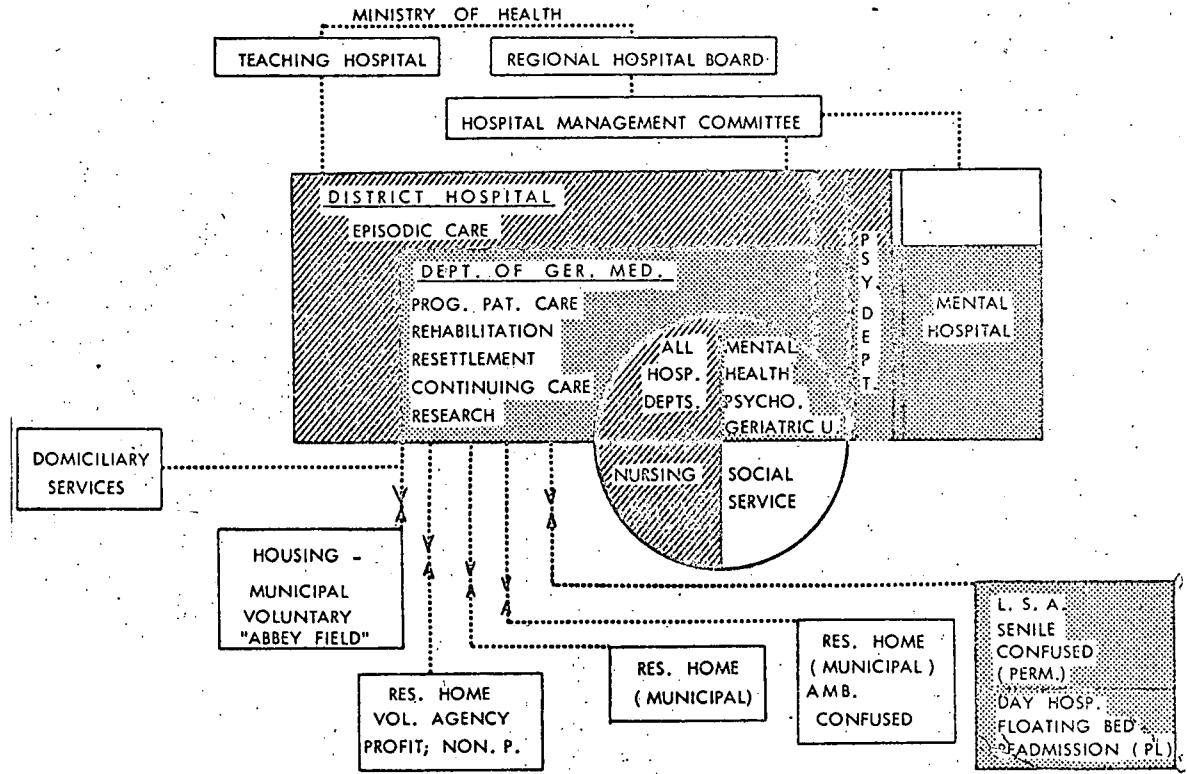 MINISTRY OF HEALTH
TEACHING HOSPITAL
REGIONAL HOSPITAL BOARD
HOSPITAL MANAGEMENT COMMITTEE
DISTRICT HOSPITAL
EPISODIC CARE
DEPT. OF GER. MED.
PROG. PAT. CARE
REHABILITATION
RESETTLEMENT
CONTINUING CARE
RESEARCH
ALL
HOSP.
DEPTS.
MENTAL
HEALTH
PSYCHO.
GERIATRIC U.
NURSING
SOCIAL
SERVICE
PSY. DEPT.
MENTAL
HOSPITAL
DOMICILIARY
SERVICES
HOUSING -
MUNICIPAL
VOLUNTARY
"ABBEY FIELD"
RES. HOME
VOL. AGENCY
PROFIT; NON. P.
RES. HOME
(MUNICIPAL)
RES. HOME
(MUNICIPAL)
AMB.
CONFUSED
L. S. A.
SENILE
CONFUSED
(PERM.)
DAY HOSP.
FLOATING BED
READMISSION (PL)